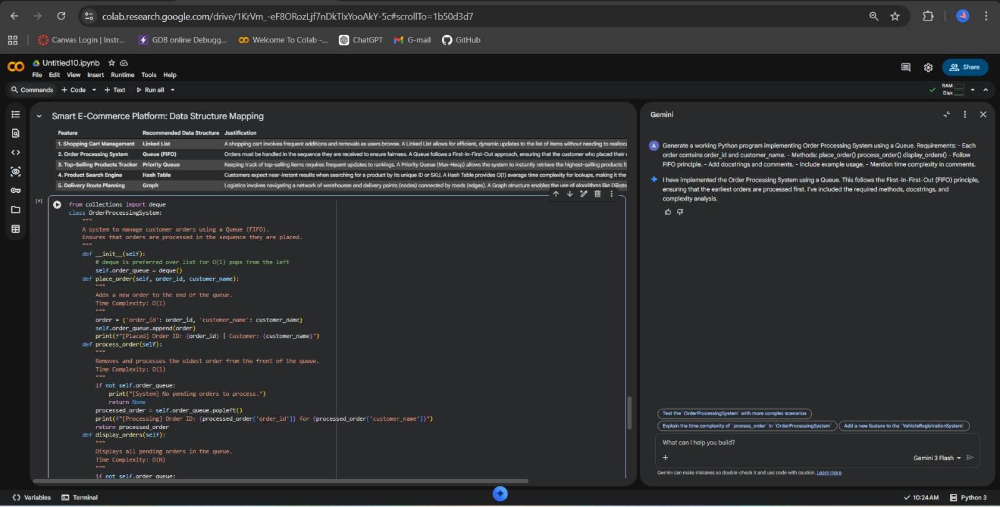 colab.research.google.com/drive/1KrVm_-eF8ORozLjf7nDkTlxYooAkY-5c#scrollTo=1b50d3d7
Canvas Login | Instr...
GDB online Debugg...
Welcome To Colab -...
ChatGPT
G-mail
GitHub
Untitled10.ipynb
File Edit View Insert Runtime Tools Help
Share
Commands + Code + Text Run all
RAM
Disk
Smart E-Commerce Platform: Data Structure Mapping
Feature Recommended Data Structure Justification
1. Shopping Cart Management Linked List A shopping cart involves frequent additions and removals as users browse. A Linked List allows for efficient, dynamic updates to the list of items without needing to realloca
2. Order Processing System Queue (FIFO) Orders must be handled in the sequence they are received to ensure fairness. A Queue follows a First-In-First-Out approach, ensuring that the customer who placed their
3. Top-Selling Products Tracker Priority Queue Keeping track of top-selling items requires frequent updates to rankings. A Priority Queue (Max-Heap) allows the system to instantly retrieve the highest-selling products fo
4. Product Search Engine Hash Table Customers expect near-instant results when searching for a product by its unique ID or SKU. A Hash Table provides O(1) average time complexity for lookups, making it the
5. Delivery Route Planning Graph Logistics involves navigating a network of warehouses and delivery points (nodes) connected by roads (edges). A Graph structure enables the use of algorithms like Dijkstra
[9]
from collections import deque
class OrderProcessingSystem:
"""
A system to manage customer orders using a Queue (FIFO).
Ensures that orders are processed in the sequence they are placed.
"""
def __init__(self):
# deque is preferred over list for O(1) pops from the left
self.order_queue = deque()
def place_order(self, order_id, customer_name):
"""
Adds a new order to the end of the queue.
Time Complexity: O(1)
"""
order = {'order_id': order_id, 'customer_name': customer_name}
self.order_queue.append(order)
print(f"[Placed] Order ID: {order_id} | Customer: {customer_name}")
def process_order(self):
"""
Removes and processes the oldest order from the front of the queue.
Time Complexity: O(1)
"""
if not self.order_queue:
print("[System] No pending orders to process.")
return None
processed_order = self.order_queue.popleft()
print(f"[Processing] Order ID: {processed_order['order_id']} for {processed_order['customer_name']}")
return processed_order
def display_orders(self):
"""
Displays all pending orders in the queue.
Time Complexity: O(N)
"""
if not self.order_queue:
Gemini
A
Generate a working Python program implementing Order Processing System using a Queue. Requirements: - Each
order contains order_id and customer_name. - Methods: place_order() process_order() display_orders() - Follow
FIFO principle. - Add docstrings and comments. - Include example usage. - Mention time complexity in comments.
I have implemented the Order Processing System using a Queue. This follows the First-In-First-Out (FIFO) principle,
ensuring that the earliest orders are processed first. I've included the required methods, docstrings, and
complexity analysis.
Test the `OrderProcessingSystem` with more complex scenarios
Explain the time complexity of `process_order` in `OrderProcessingSystem`
Add a new feature to the `VehicleRegistrationSystem`
What can I help you build?
Gemini 3 Flash
Gemini can make mistakes so double-check it and use code with caution. Learn more
Variables Terminal
10:24 AM Python 3